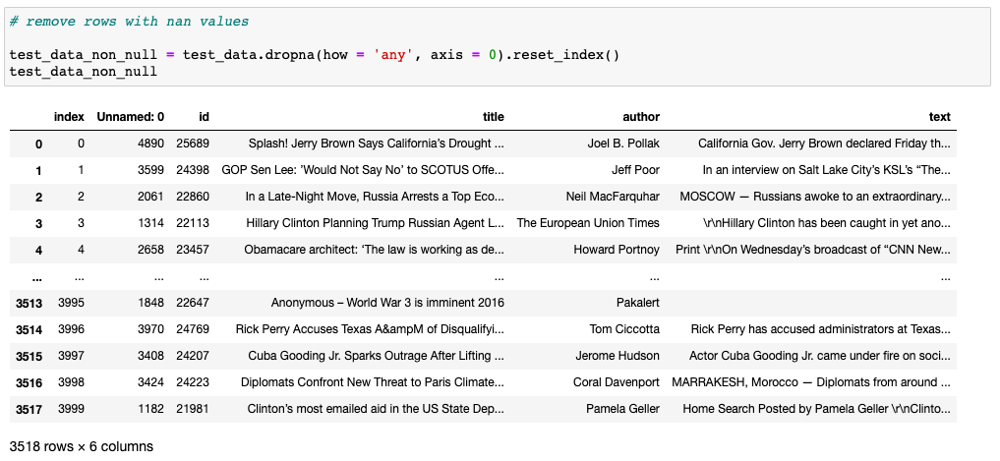 # remove rows with nan values
test_data_non_null = test_data.dropna(how = 'any', axis = 0).reset_index()
test_data_non_null
index Unnamed: 0 id title author text
0 0 4890 25689 Splash! Jerry Brown Says California’s Drought ... Joel B. Pollak California Gov. Jerry Brown declared Friday th...
1 1 3599 24398 GOP Sen Lee: ’Would Not Say No’ to SCOTUS Offe... Jeff Poor In an interview on Salt Lake City’s KSL’s “The...
2 2 2061 22860 In a Late-Night Move, Russia Arrests a Top Eco... Neil MacFarquhar MOSCOW — Russians awoke to an extraordinary...
3 3 1314 22113 Hillary Clinton Planning Trump Russian Agent L... The European Union Times \r\nHillary Clinton has been caught in yet ano...
4 4 2658 23457 Obamacare architect: ‘The law is working as de... Howard Portnoy Print \r\nOn Wednesday’s broadcast of “CNN New...
... ... ... ... ... ... ...
3513 3995 1848 22647 Anonymous – World War 3 is imminent 2016 Pakalert
3514 3996 3970 24769 Rick Perry Accuses Texas A&ampM of Disqualifyi... Tom Ciccotta Rick Perry has accused administrators at Texas...
3515 3997 3408 24207 Cuba Gooding Jr. Sparks Outrage After Lifting ... Jerome Hudson Actor Cuba Gooding Jr. came under fire on soci...
3516 3998 3424 24223 Diplomats Confront New Threat to Paris Climate... Coral Davenport MARRAKESH, Morocco — Diplomats from around ...
3517 3999 1182 21981 Clinton’s most emailed aid in the US State Dep... Pamela Geller Home Search Posted by Pamela Geller \r\nClinto...
3518 rows × 6 columns